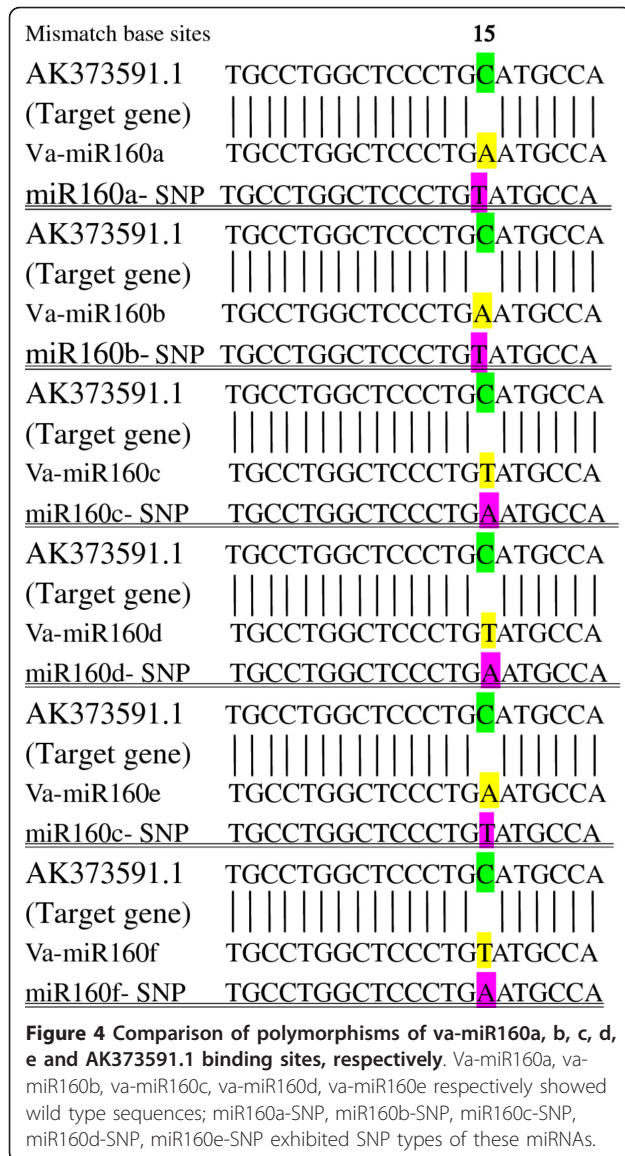 Mismatch base sites 15
AK373591.1 TGCCTGGCTCCCTGCATGCCA
(Target gene) | | | | | | | | | | | | | | | | | | | |
Va-miR160a TGCCTGGCTCCCTGAATGCCA
miR160a- SNP TGCCTGGCTCCCTGTATGCCA
AK373591.1 TGCCTGGCTCCCTGCATGCCA
(Target gene) | | | | | | | | | | | | | | | | | | | |
Va-miR160b TGCCTGGCTCCCTGAATGCCA
miR160b- SNP TGCCTGGCTCCCTGTATGCCA
AK373591.1 TGCCTGGCTCCCTGCATGCCA
(Target gene) | | | | | | | | | | | | | | | | | | | |
Va-miR160c TGCCTGGCTCCCTGTATGCCA
miR160c- SNP TGCCTGGCTCCCTGAATGCCA
AK373591.1 TGCCTGGCTCCCTGCATGCCA
(Target gene) | | | | | | | | | | | | | | | | | | | |
Va-miR160d TGCCTGGCTCCCTGTATGCCA
miR160d- SNP TGCCTGGCTCCCTGAATGCCA
AK373591.1 TGCCTGGCTCCCTGCATGCCA
(Target gene) | | | | | | | | | | | | | | | | | | | |
Va-miR160e TGCCTGGCTCCCTGAATGCCA
miR160c- SNP TGCCTGGCTCCCTGTATGCCA
AK373591.1 TGCCTGGCTCCCTGCATGCCA
(Target gene) | | | | | | | | | | | | | | | | | | | |
Va-miR160f TGCCTGGCTCCCTGTATGCCA
miR160f- SNP TGCCTGGCTCCCTGAATGCCA
Figure 4 Comparison of polymorphisms of va-miR160a, b, c, d,
e and AK373591.1 binding sites, respectively. Va-miR160a, va-
miR160b, va-miR160c, va-miR160d, va-miR160e respectively showed
wild type sequences; miR160a-SNP, miR160b-SNP, miR160c-SNP,
miR160d-SNP, miR160e-SNP exhibited SNP types of these miRNAs.